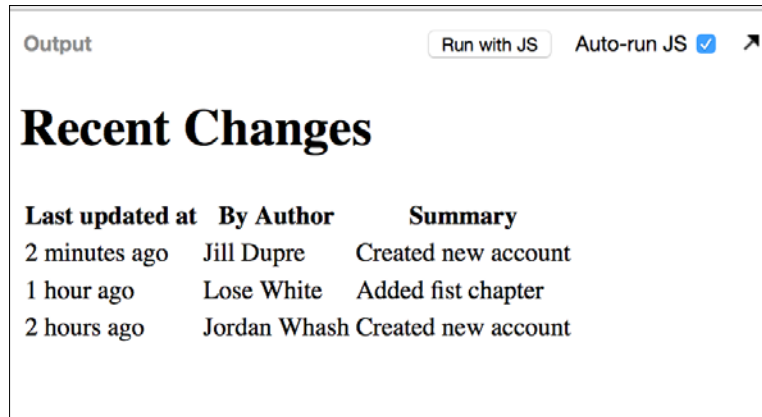 Output Run with JS Auto-run JS
Recent Changes
Last updated at By Author Summary
2 minutes ago Jill Dupre Created new account
1 hour ago Lose White Added fist chapter
2 hours ago Jordan Whash Created new account